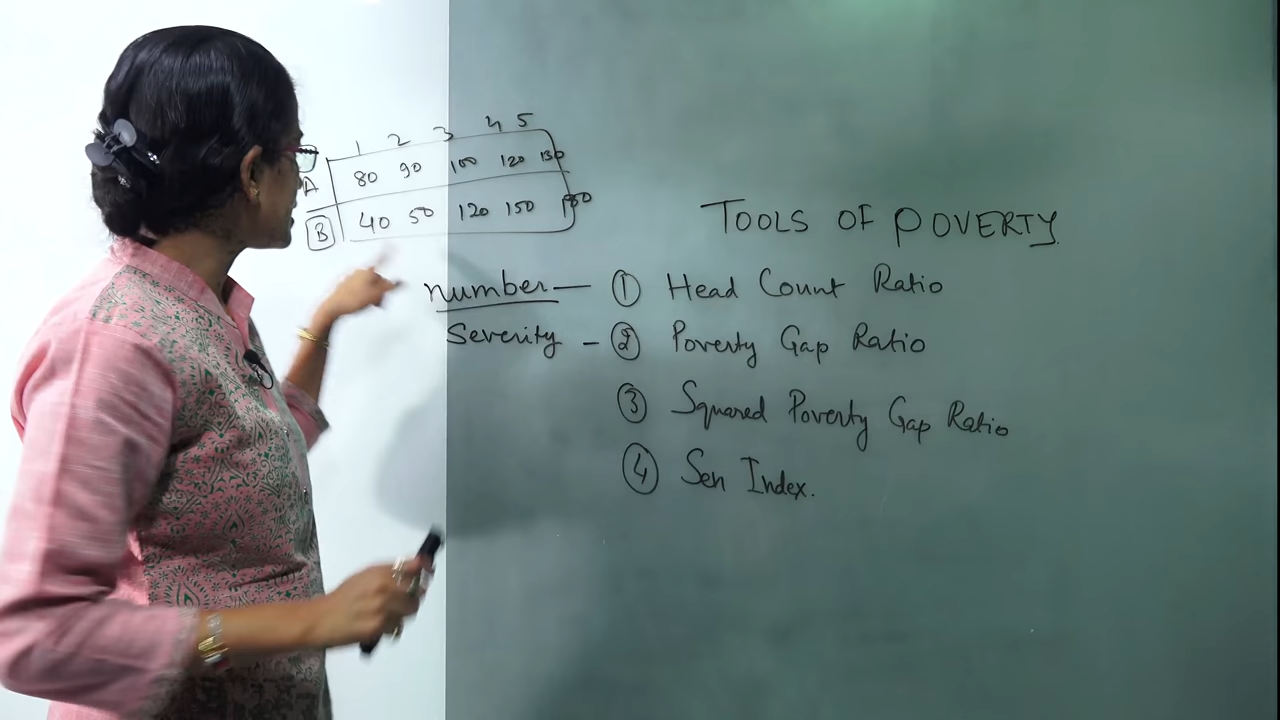 1 2 3 4 5
A 80 90 100 120 130
B 40 50 120 150
TOOLS OF POVERTY
number — ① Head Count Ratio
Severity - ② Poverty Gap Ratio
③ Squared Poverty Gap Ratio
④ Sen Index.